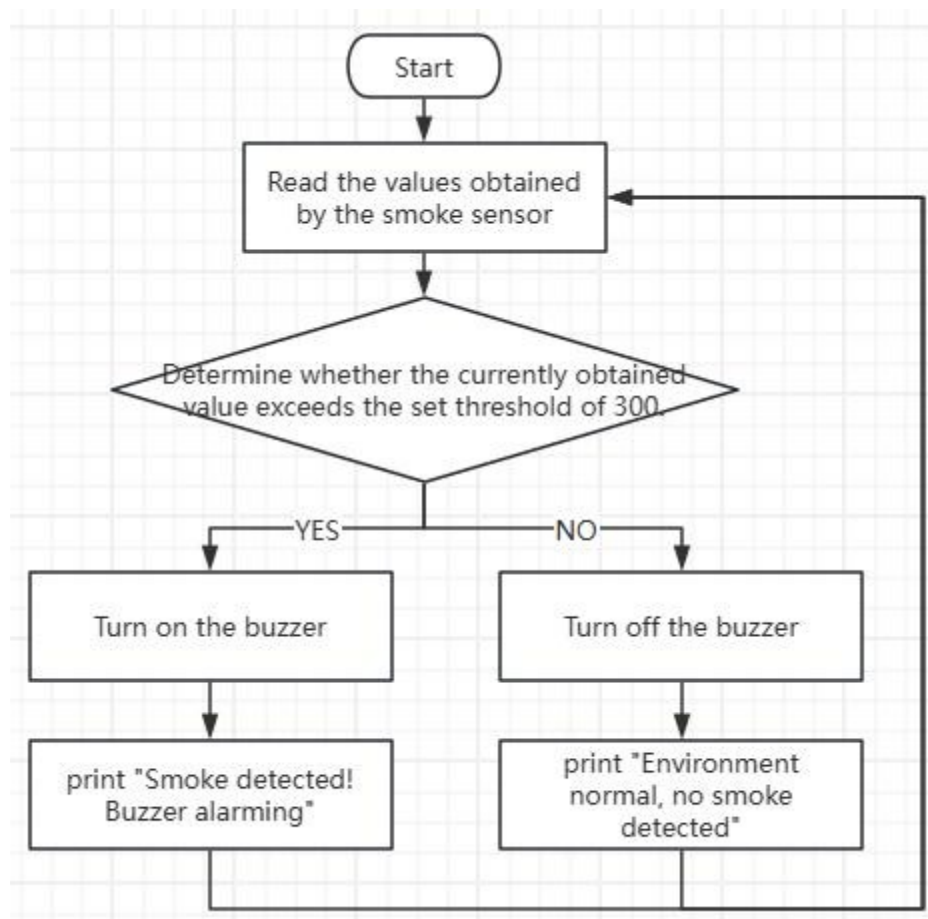 Start
Read the values obtained
by the smoke sensor
Determine whether the currently obtained
value exceeds the set threshold of 300.
YES
NO
Turn on the buzzer
Turn off the buzzer
print "Smoke detected!
Buzzer alarming"
print "Environment
normal, no smoke
detected"